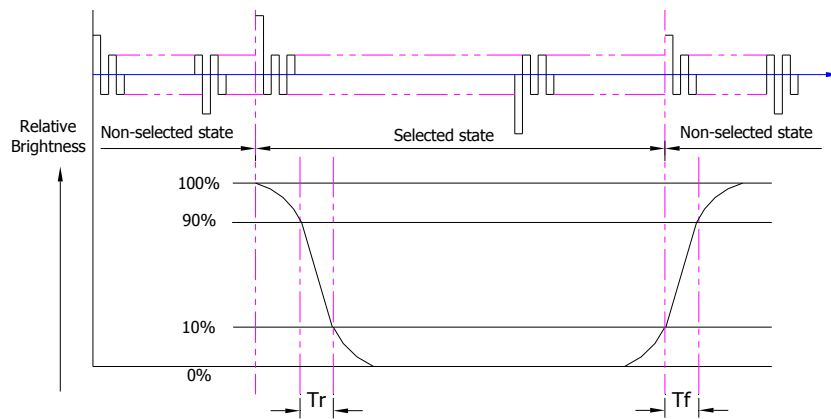 Non-selected state
Selected state
Non-selected state
Relative
Brightness
100%
90%
10%
0%
Tr
Tf